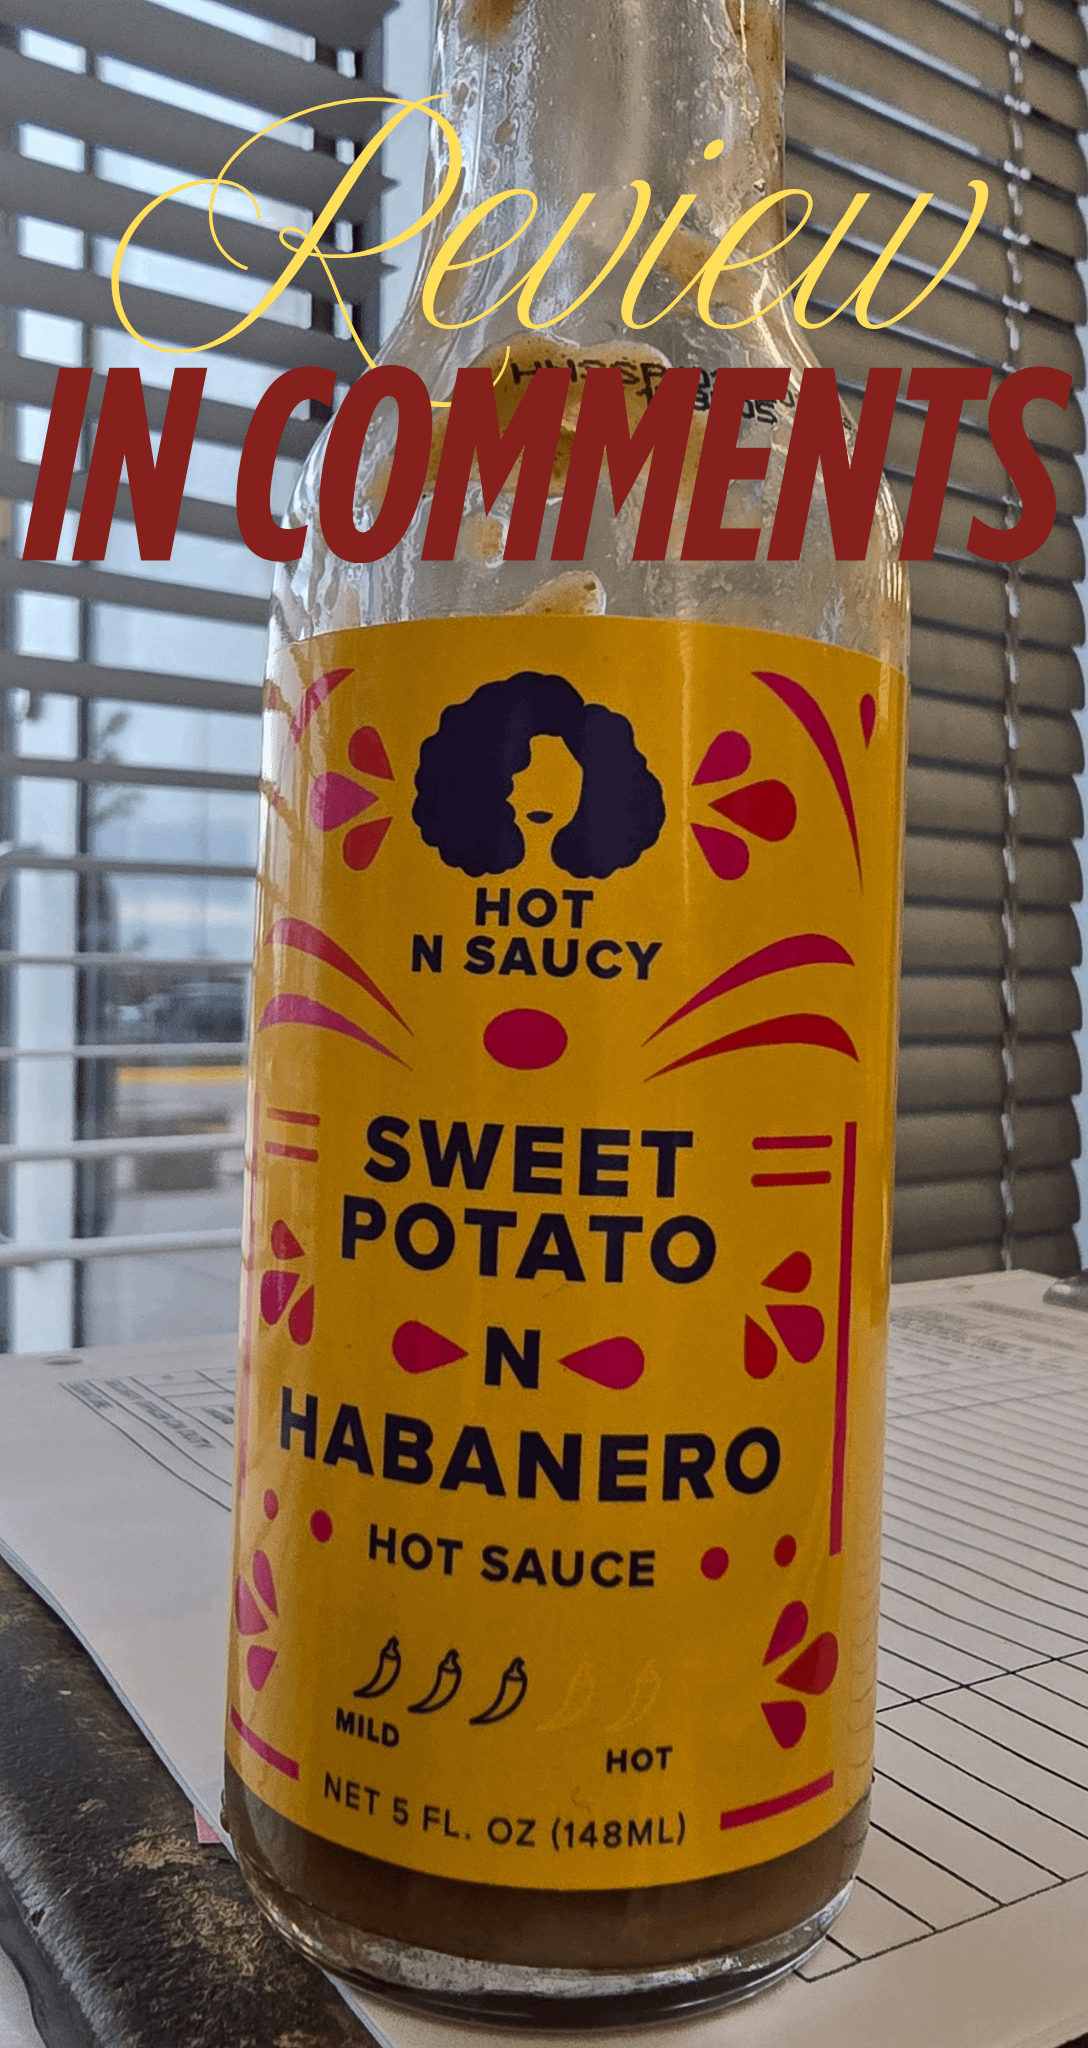 Review
IN COMMENTS
HOT
N SAUCY
SWEET
POTATO
N
HABANERO
HOT SAUCE
MILD
HOT
NET 5 FL. OZ (148ML)